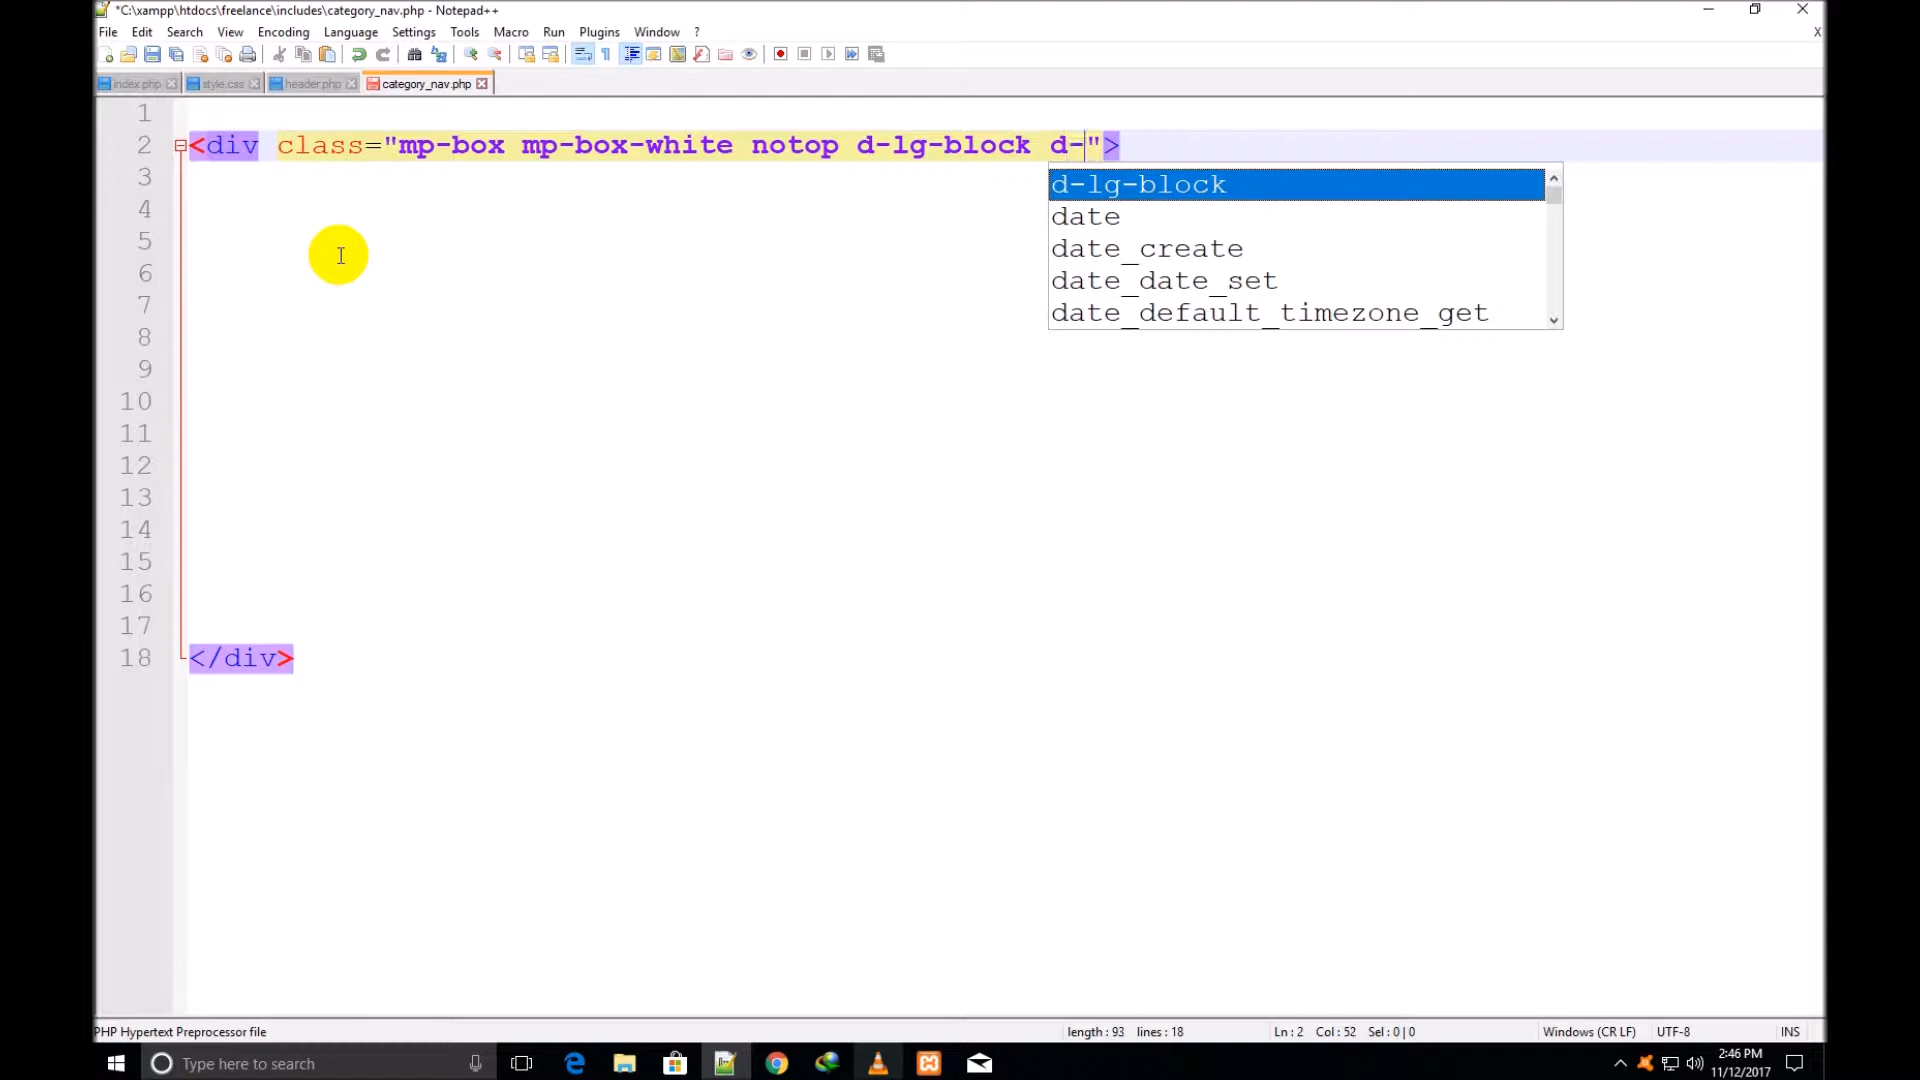 *C:\xampp\htdocs\freelance\includes\category_nav.php - Notepad++
File Edit Search View Encoding Language Settings Tools Macro Run Plugins Window ? X
index.php style.css header.php category_nav.php
1
2 <div class="mp-box mp-box-white notop d-lg-block d-">
3
d-lg-block
4
date
5
date_create
6
date_date_set
7
date_default_timezone_get
8
9
10
11
12
13
14
15
16
17
18 </div>
PHP Hypertext Preprocessor file length : 93 lines : 18 Ln : 2 Col : 52 Sel : 0 | 0 Windows (CR LF) UTF-8 INS
Type here to search 2:46 PM
11/12/2017